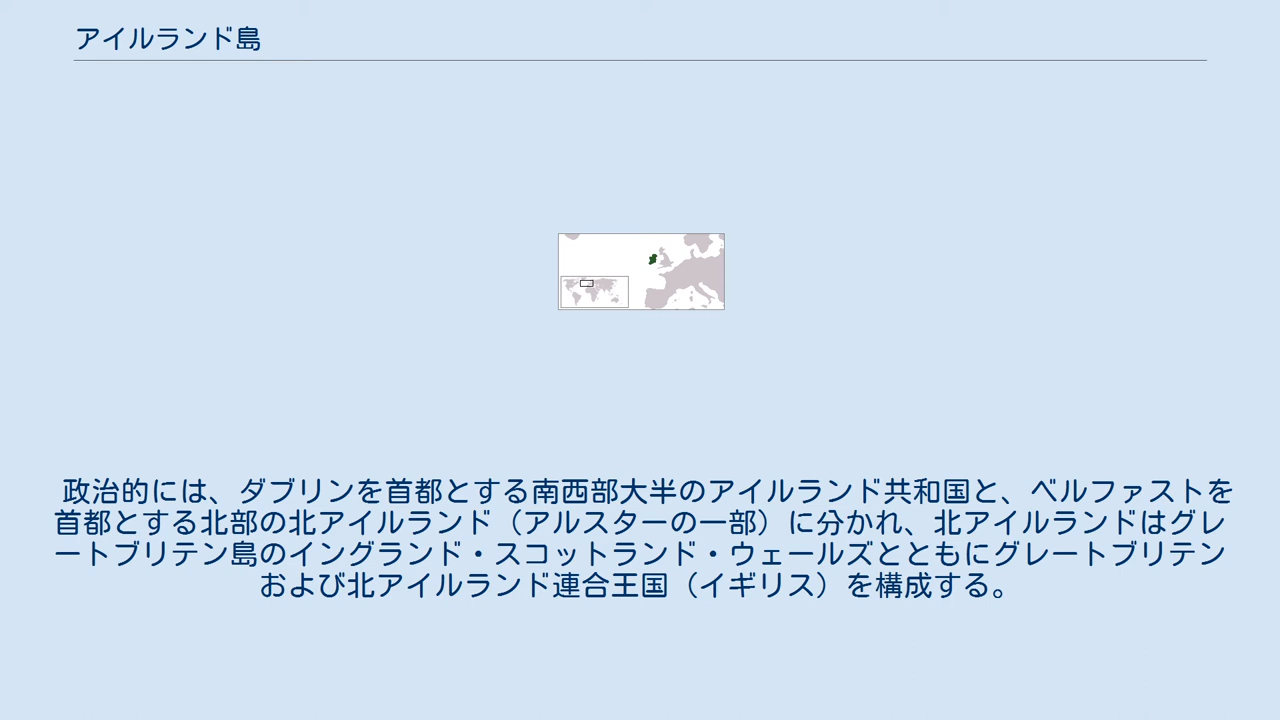 アイルランド島
政治的には、ダブリンを首都とする南西部大半のアイルランド共和国と、ベルファストを
首都とする北部の北アイルランド（アルスターの一部）に分かれ、北アイルランドはグレ
ートブリテン島のイングランド・スコットランド・ウェールズとともにグレートブリテン
および北アイルランド連合王国（イギリス）を構成する。